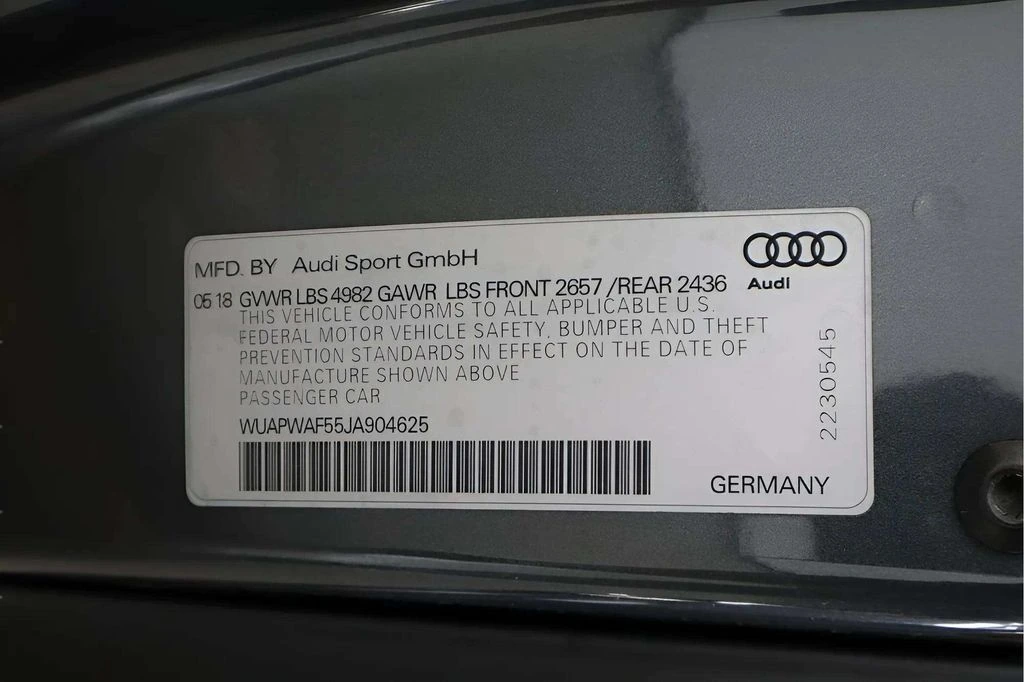 MFD. BY Audi Sport GmbH
05 18 GVWR LBS 4982 GAWR LBS FRONT 2657 /REAR 2436
Audi
THIS VEHICLE CONFORMS TO ALL APPLICABLE U.S.
FEDERAL MOTOR VEHICLE SAFETY, BUMPER AND THEFT
PREVENTION STANDARDS IN EFFECT ON THE DATE OF
MANUFACTURE SHOWN ABOVE
PASSENGER CAR
WUAPWAF55JA904625
GERMANY
2230545